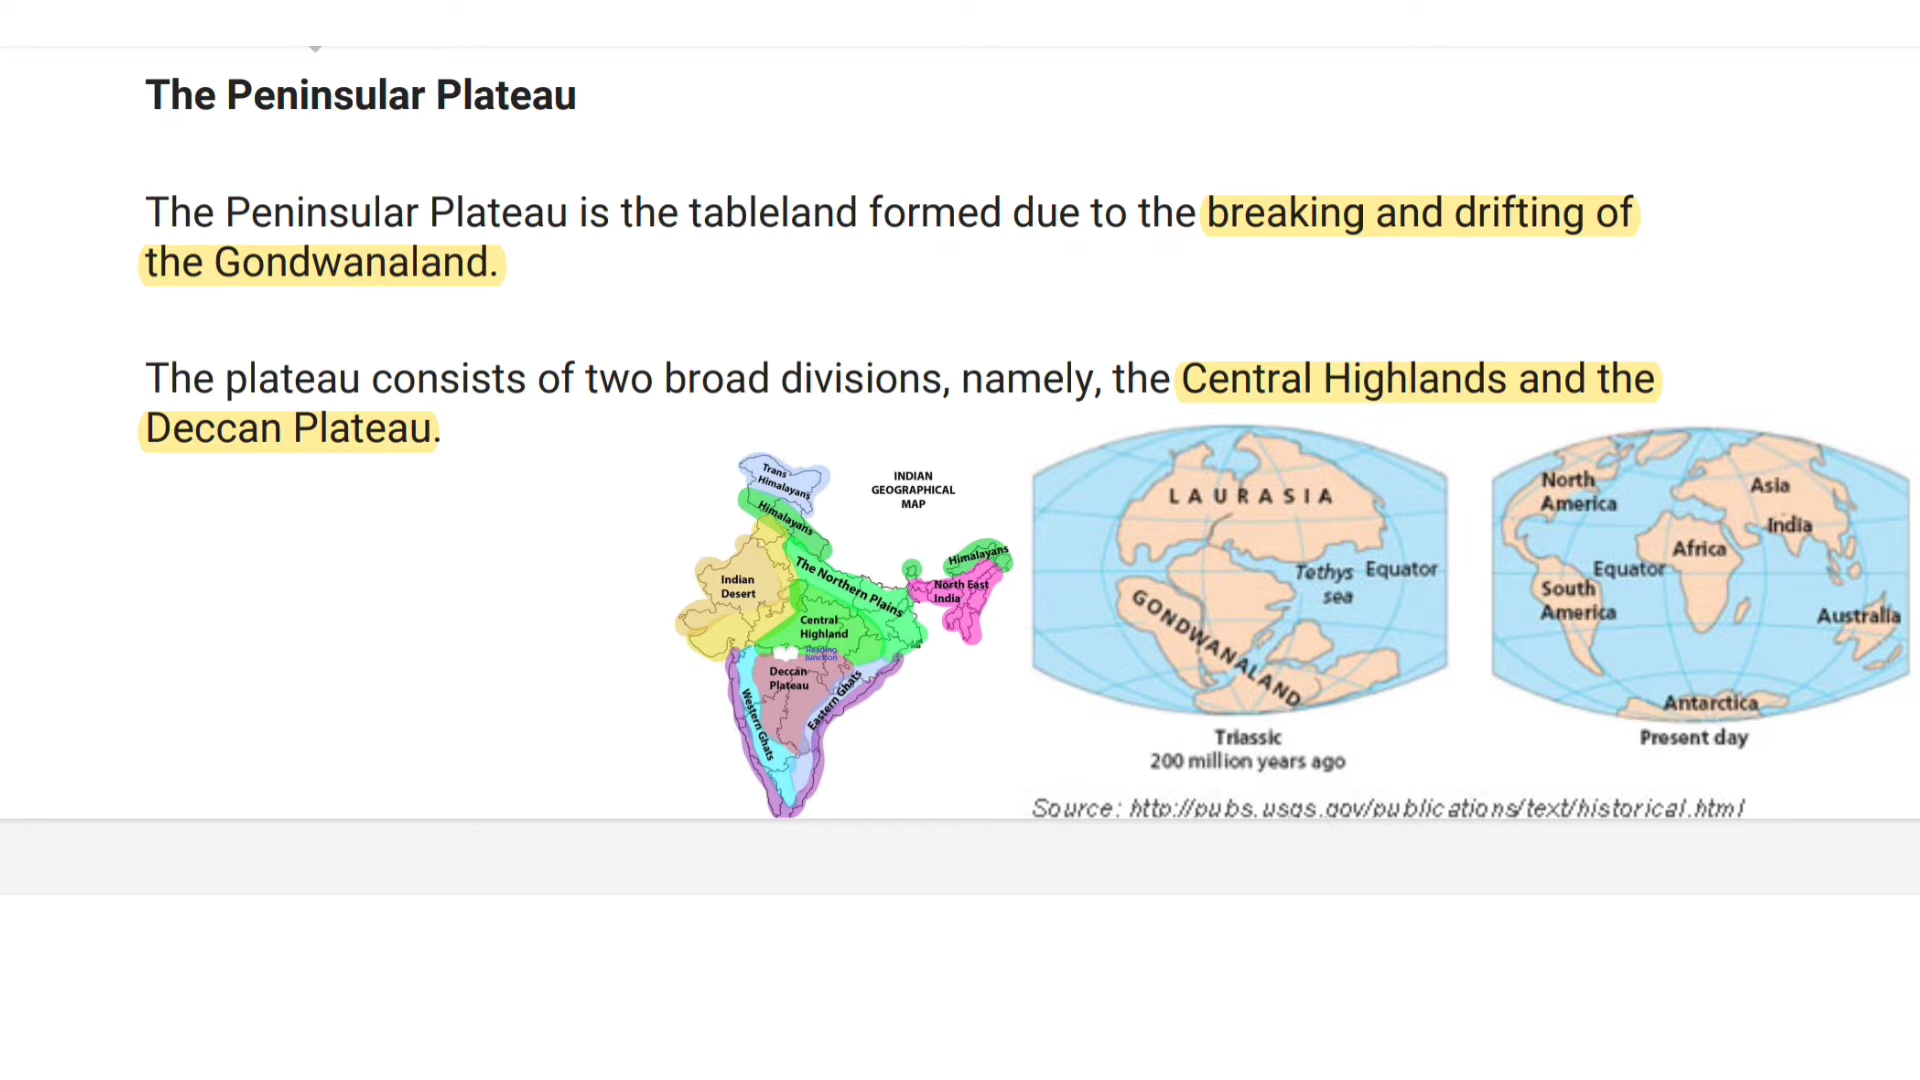 The Peninsular Plateau
The Peninsular Plateau is the tableland formed due to the breaking and drifting of
the Gondwanaland.
The plateau consists of two broad divisions, namely, the Central Highlands and the
Deccan Plateau.
INDIAN
GEOGRAPHICAL
MAP
Trans
Himalayans
Himalayans
Himalayans
The Northern Plains
North East
India
Indian
Desert
Central
Highland
Reading
Junction
Deccan
Plateau
Western Ghats
Eastern Ghats
LAURASIA
Tethys
sea
Equator
GONDWANALAND
Triassic
200 million years ago
North
America
Asia
India
Africa
Equator
South
America
Australia
Antarctica
Present day
Source: http://pubs.usgs.gov/publications/text/historical.html